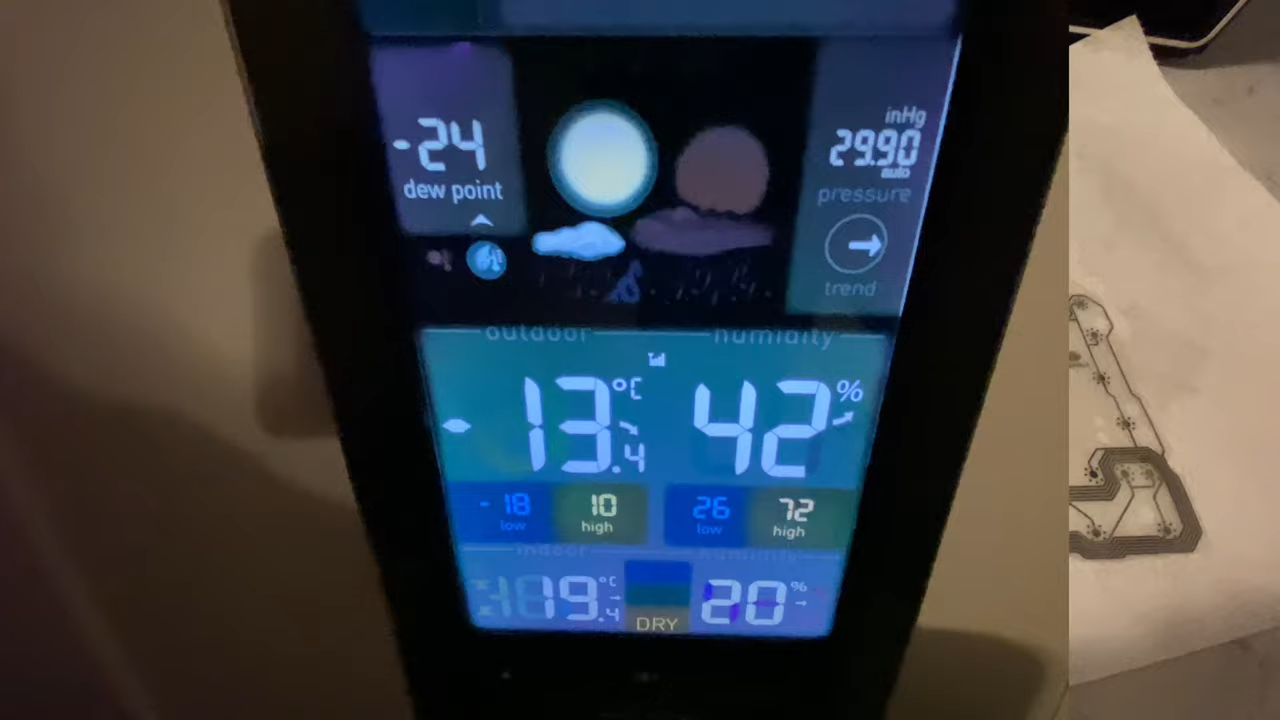 -24
dew point
inHg
29.90
auto
pressure
trend
outdoor
humidity
-13.4 °C
42 %
-18
low
10
high
26
low
72
high
indoor
humidity
19.4 °C
20 %
DRY